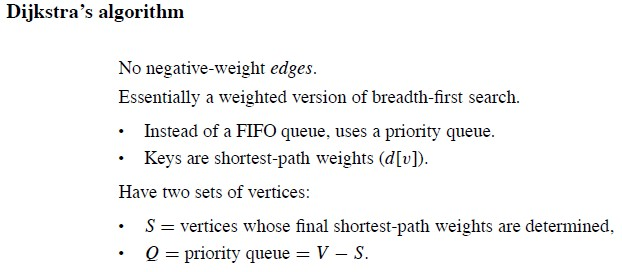 Dijkstra's algorithm
No negative-weight edges.
Essentially a weighted version of breadth-first search.
• Instead of a FIFO queue, uses a priority queue.
• Keys are shortest-path weights (d[v]).
Have two sets of vertices:
• S = vertices whose final shortest-path weights are determined,
• Q = priority queue = V − S.